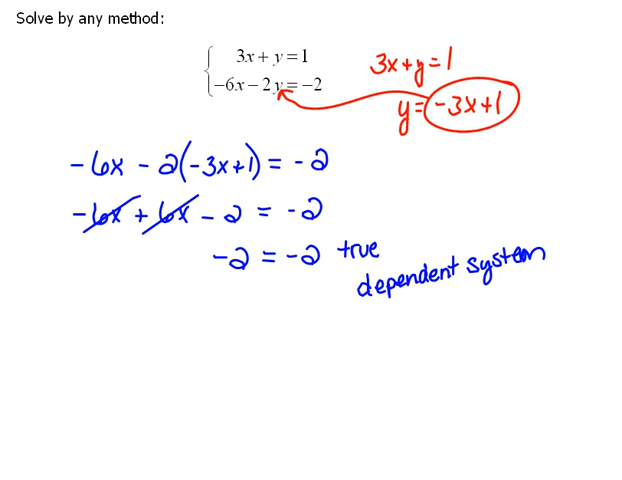 Solve by any method:
3x + y = 1
−6x − 2y = −2
3x+y=1
y=-3x+1
-6x - 2(-3x+1) = -2
-6x + 6x - 2 = -2
-2 = -2 true
dependent system